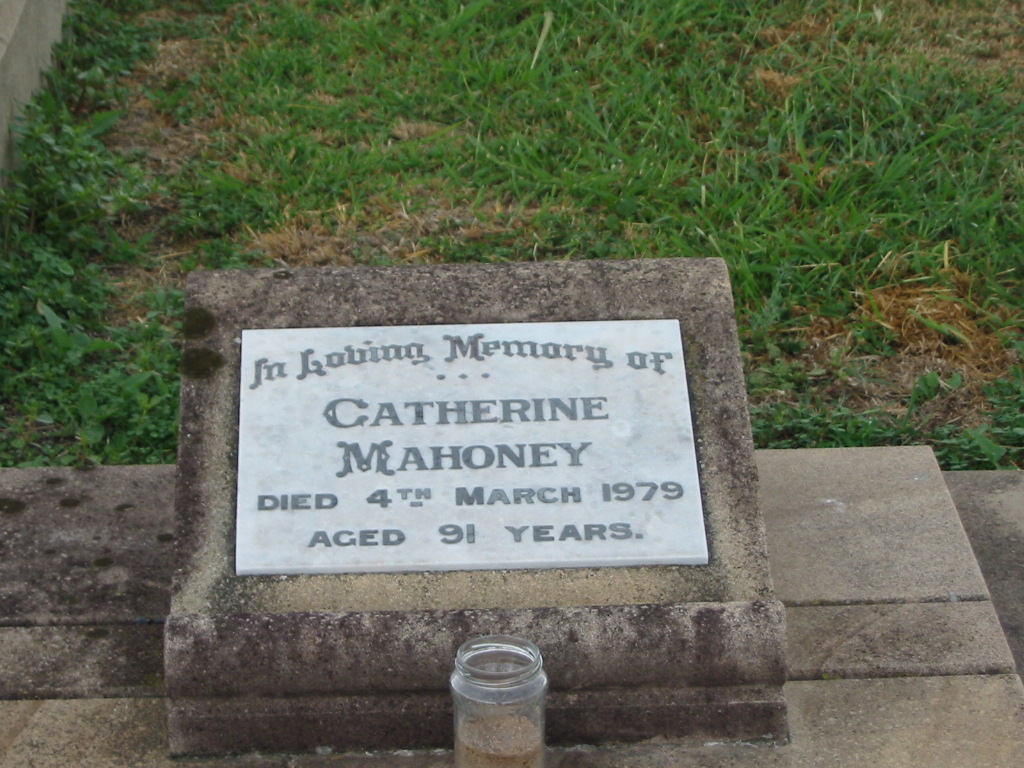 In Loving Memory of
...
CATHERINE
MAHONEY
DIED 4TH MARCH 1979
AGED 91 YEARS.